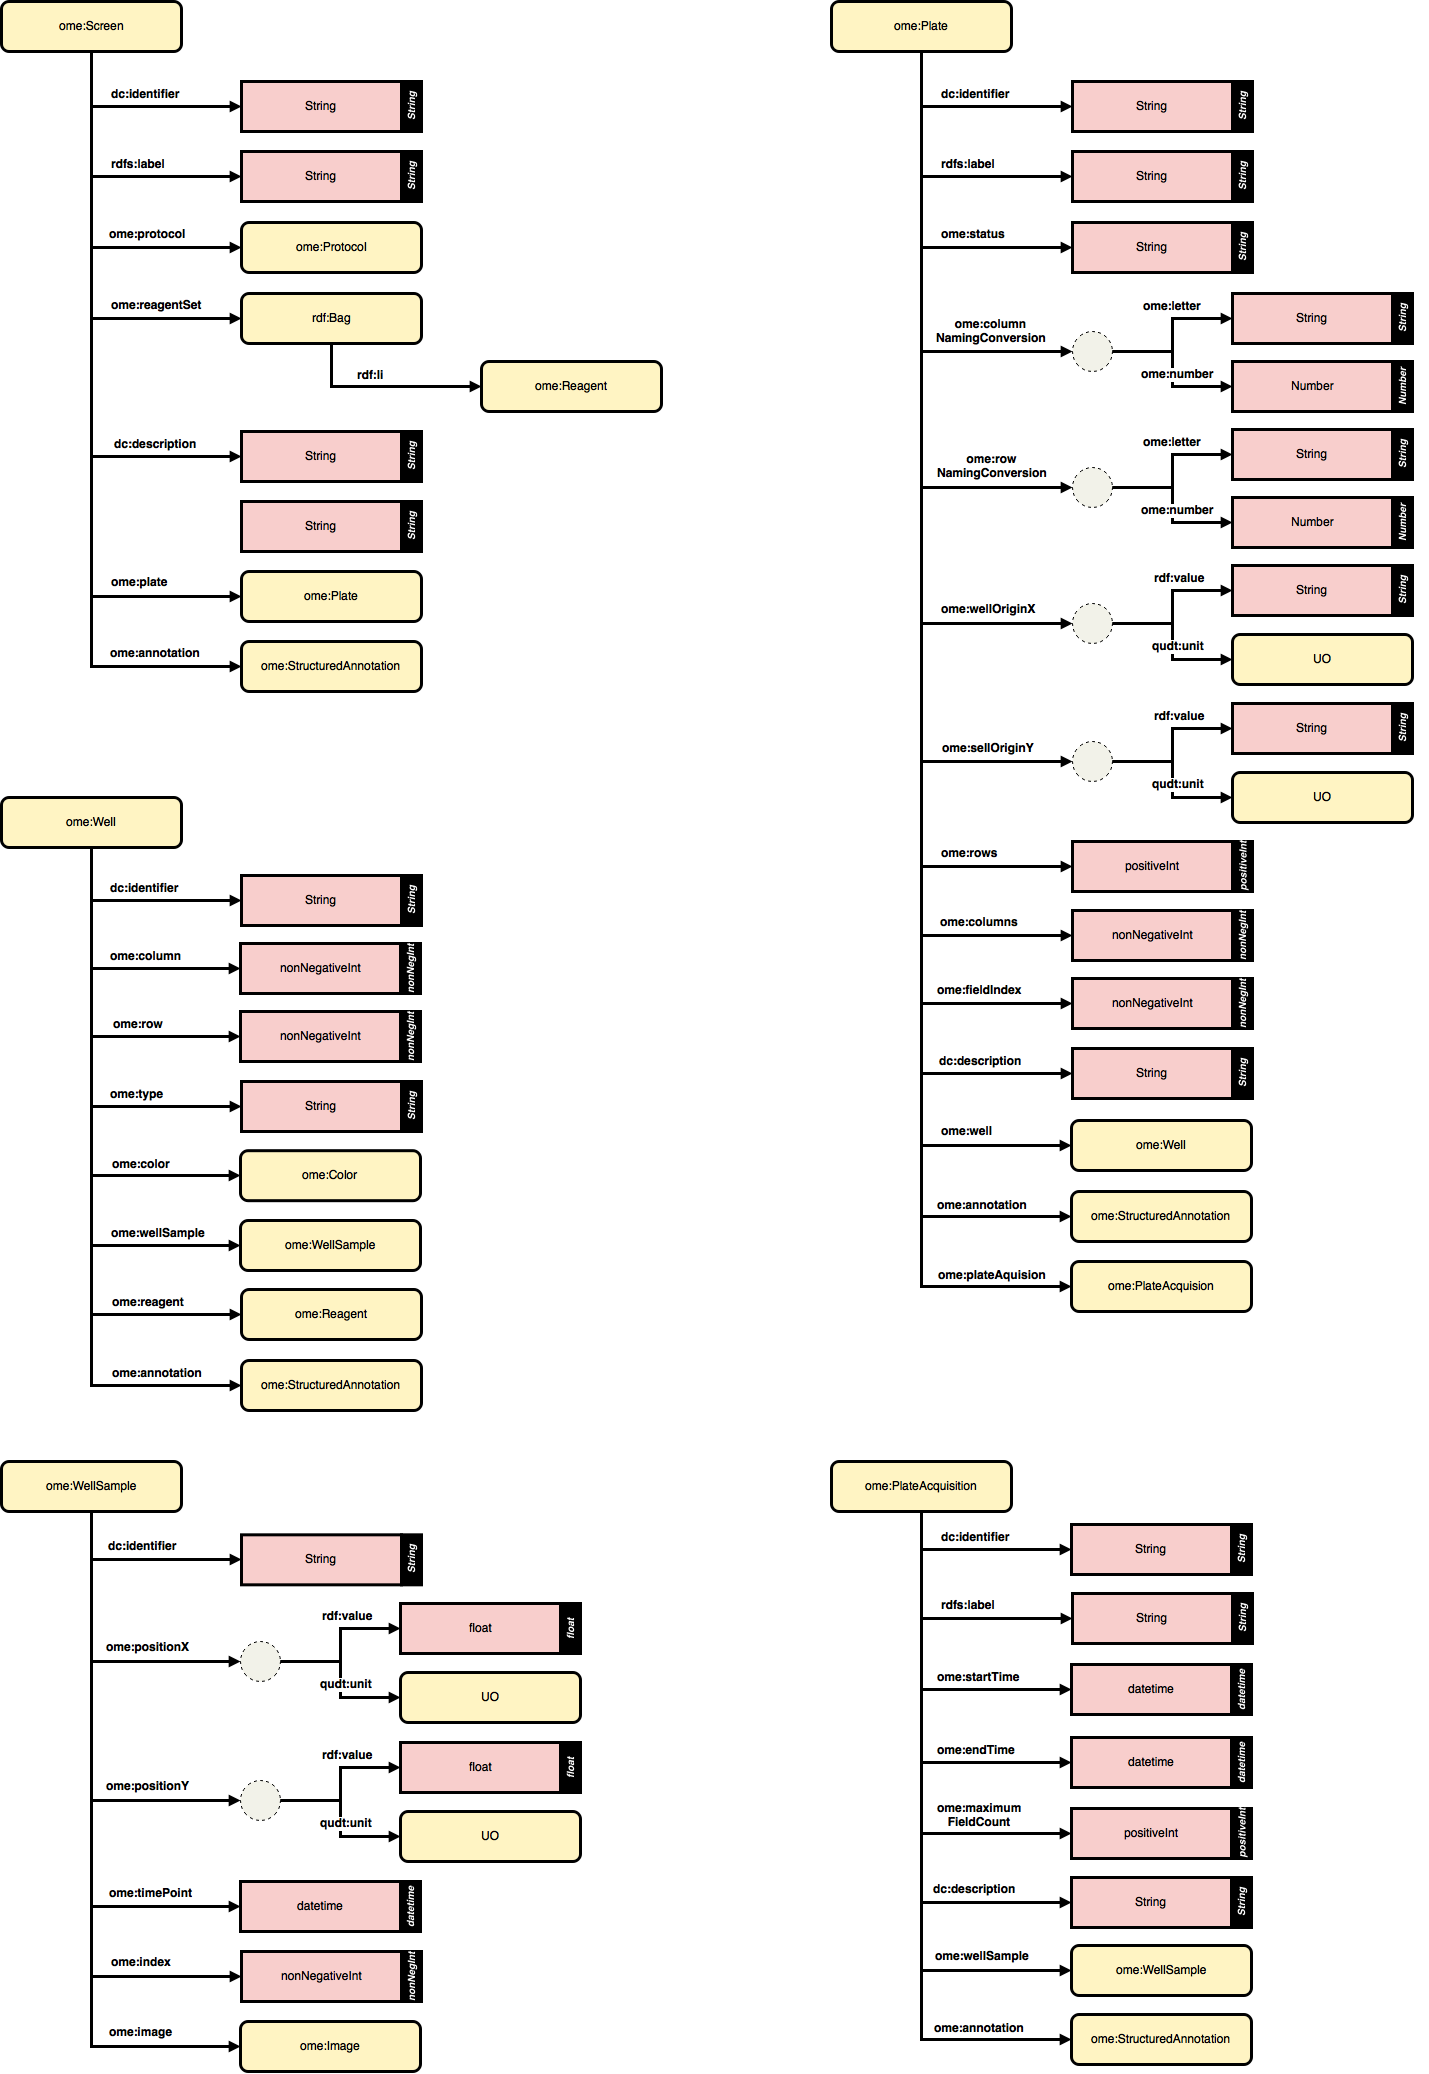 ome:Screen
dc:identifier
String
String
rdfs:label
String
String
ome:protocol
ome:Protocol
ome:reagentSet
rdf:Bag
rdf:li
ome:Reagent
dc:description
String
String
String
String
ome:plate
ome:Plate
ome:annotation
ome:StructuredAnnotation
ome:Plate
dc:identifier
String
String
rdfs:label
String
String
ome:status
String
String
ome:column
NamingConversion
ome:letter
String
String
ome:number
Number
Number
ome:row
NamingConversion
ome:letter
String
String
ome:number
Number
Number
ome:wellOriginX
rdf:value
String
String
qudt:unit
UO
ome:sellOriginY
rdf:value
String
String
qudt:unit
UO
ome:rows
positiveInt
positiveInt
ome:columns
nonNegativeInt
nonNegInt
ome:fieldIndex
nonNegativeInt
nonNegInt
dc:description
String
String
ome:well
ome:Well
ome:annotation
ome:StructuredAnnotation
ome:plateAquision
ome:PlateAcquision
ome:Well
dc:identifier
String
String
ome:column
nonNegativeInt
nonNegInt
ome:row
nonNegativeInt
nonNegInt
ome:type
String
String
ome:color
ome:Color
ome:wellSample
ome:WellSample
ome:reagent
ome:Reagent
ome:annotation
ome:StructuredAnnotation
ome:WellSample
dc:identifier
String
String
ome:positionX
rdf:value
float
float
qudt:unit
UO
ome:positionY
rdf:value
float
float
qudt:unit
UO
ome:timePoint
datetime
datetime
ome:index
nonNegativeInt
nonNegInt
ome:image
ome:Image
ome:PlateAcquisition
dc:identifier
String
String
rdfs:label
String
String
ome:startTime
datetime
datetime
ome:endTime
datetime
datetime
ome:maximum
FieldCount
positiveInt
positiveInt
dc:description
String
String
ome:wellSample
ome:WellSample
ome:annotation
ome:StructuredAnnotation